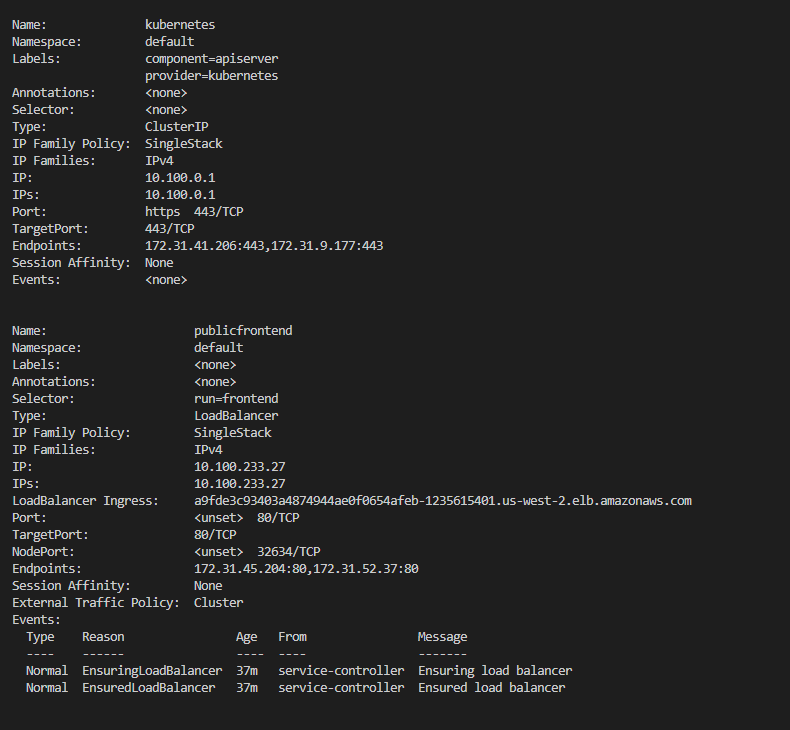 Name:              kubernetes
Namespace:         default
Labels:            component=apiserver
                   provider=kubernetes
Annotations:       <none>
Selector:          <none>
Type:              ClusterIP
IP Family Policy:  SingleStack
IP Families:       IPv4
IP:                10.100.0.1
IPs:               10.100.0.1
Port:              https  443/TCP
TargetPort:        443/TCP
Endpoints:         172.31.41.206:443,172.31.9.177:443
Session Affinity:  None
Events:            <none>


Name:                     publicfrontend
Namespace:                default
Labels:                   <none>
Annotations:              <none>
Selector:                 run=frontend
Type:                     LoadBalancer
IP Family Policy:         SingleStack
IP Families:              IPv4
IP:                       10.100.233.27
IPs:                      10.100.233.27
LoadBalancer Ingress:     a9fde3c93403a4874944ae0f0654afeb-1235615401.us-west-2.elb.amazonaws.com
Port:                     <unset>  80/TCP
TargetPort:               80/TCP
NodePort:                 <unset>  32634/TCP
Endpoints:                172.31.45.204:80,172.31.52.37:80
Session Affinity:         None
External Traffic Policy:  Cluster
Events:
  Type    Reason                Age   From                Message
  ----    ------                ----  ----                -------
  Normal  EnsuringLoadBalancer  37m   service-controller  Ensuring load balancer
  Normal  EnsuredLoadBalancer   37m   service-controller  Ensured load balancer